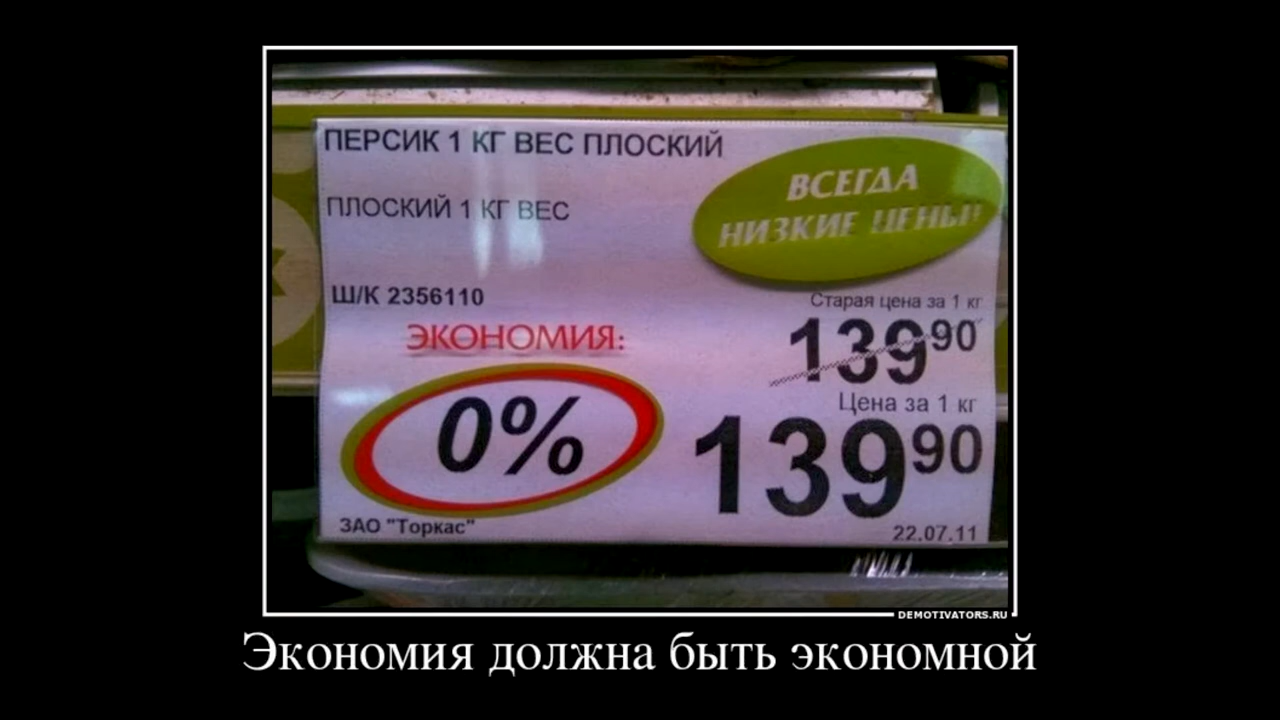 ПЕРСИК 1 КГ ВЕС ПЛОСКИЙ
ВСЕГДА
НИЗКИЕ ЦЕНЫ!
ПЛОСКИЙ 1 КГ ВЕС
Ш/К 2356110
Старая цена за 1 кг
139 90
ЭКОНОМИЯ:
0%
Цена за 1 кг
139 90
ЗАО "Торкас"
22.07.11
DEMOTIVATORS.RU
Экономия должна быть экономной